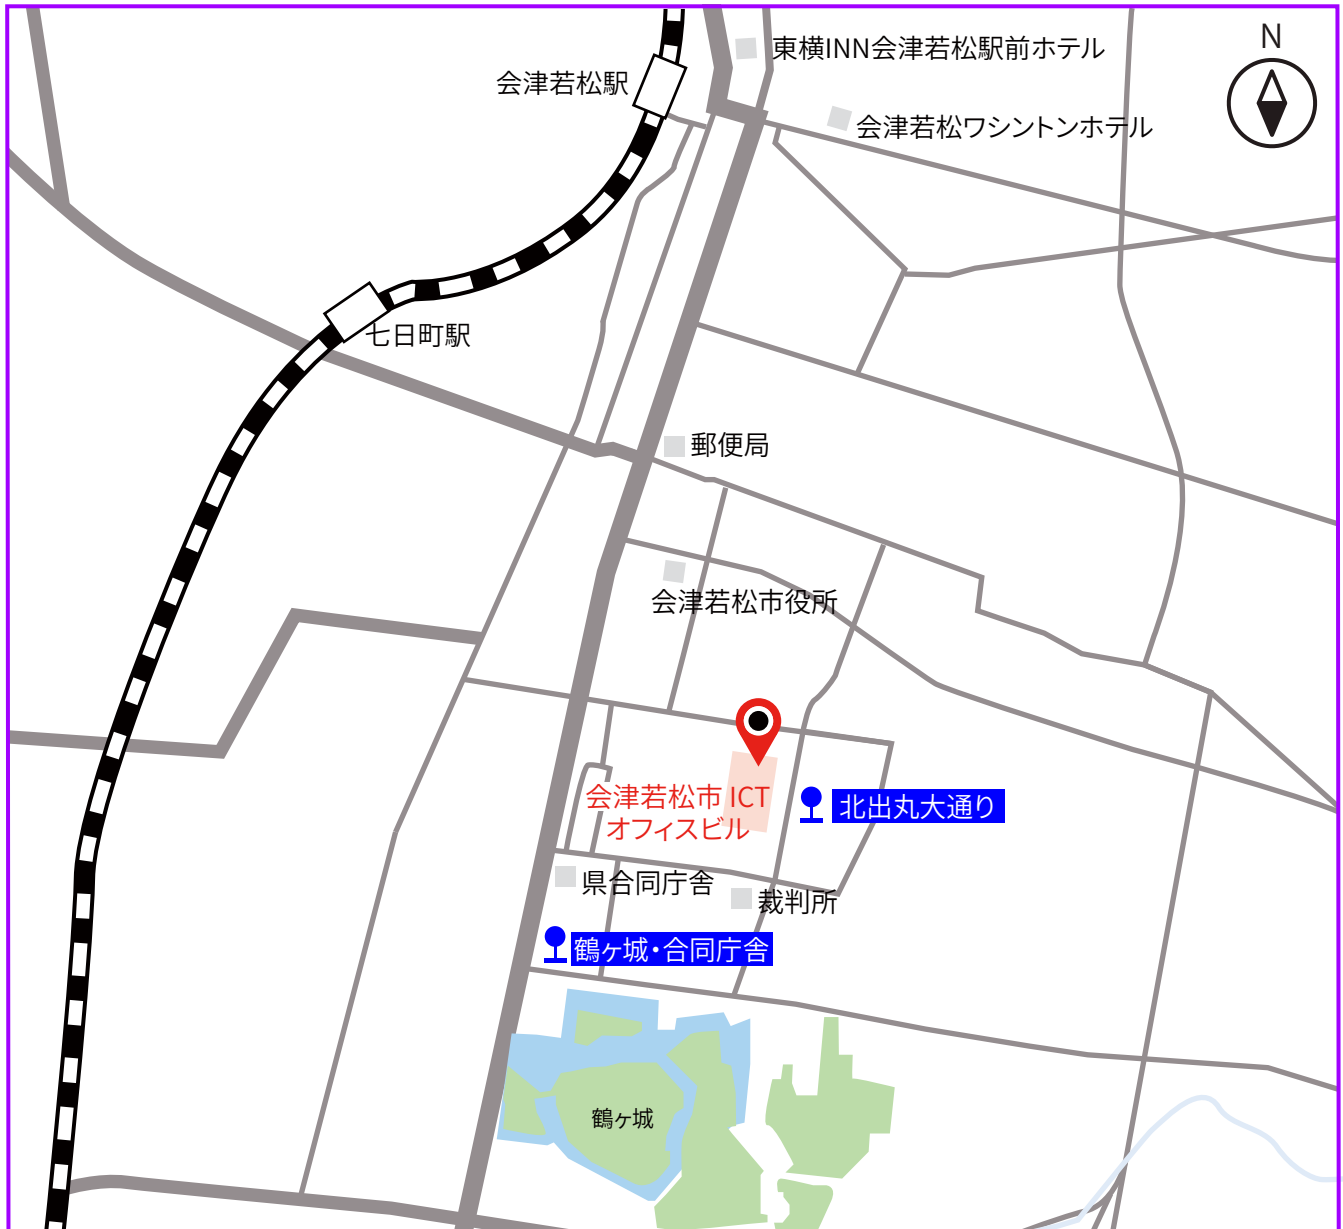 N
東横INN会津若松駅前ホテル
会津若松駅
会津若松ワシントンホテル
七日町駅
郵便局
会津若松市役所
会津若松市 ICT
オフィスビル
北出丸大通り
県合同庁舎
裁判所
鶴ヶ城・合同庁舎
鶴ヶ城